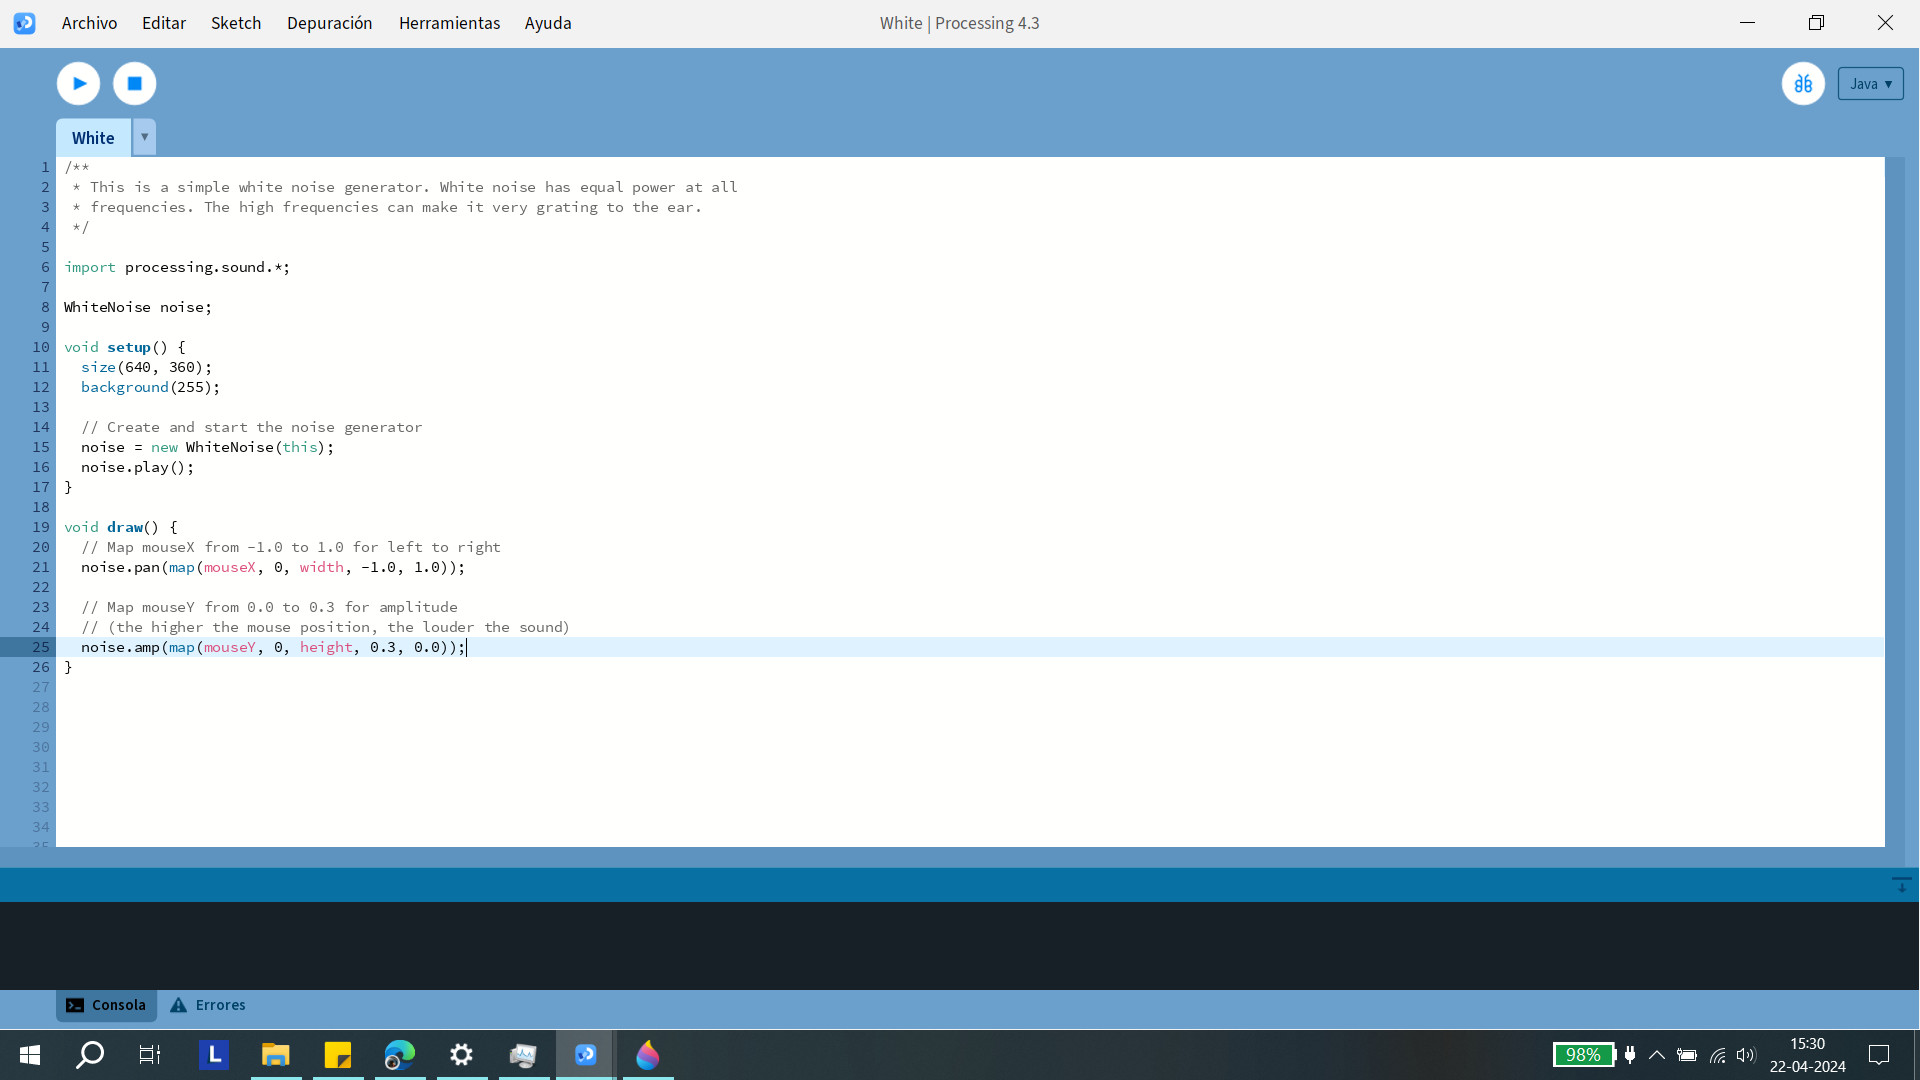 Archivo Editar Sketch Depuración Herramientas Ayuda White | Processing 4.3
Java ▾
White ▾
1 /**
2  * This is a simple white noise generator. White noise has equal power at all
3  * frequencies. The high frequencies can make it very grating to the ear.
4  */
5
6 import processing.sound.*;
7
8 WhiteNoise noise;
9
10 void setup() {
11   size(640, 360);
12   background(255);
13
14   // Create and start the noise generator
15   noise = new WhiteNoise(this);
16   noise.play();
17 }
18
19 void draw() {
20   // Map mouseX from -1.0 to 1.0 for left to right
21   noise.pan(map(mouseX, 0, width, -1.0, 1.0));
22
23   // Map mouseY from 0.0 to 0.3 for amplitude
24   // (the higher the mouse position, the louder the sound)
25   noise.amp(map(mouseY, 0, height, 0.3, 0.0));
26 }
27
28
29
30
31
32
33
34
35
Consola Errores
L
98%
15:30
22-04-2024